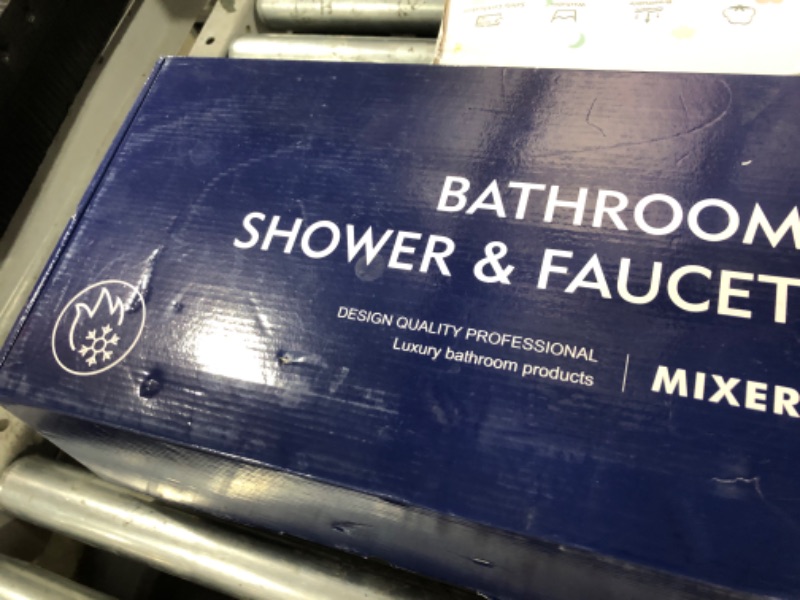 BATHROOM
SHOWER & FAUCET
DESIGN QUALITY PROFESSIONAL
Luxury bathroom products
MIXER